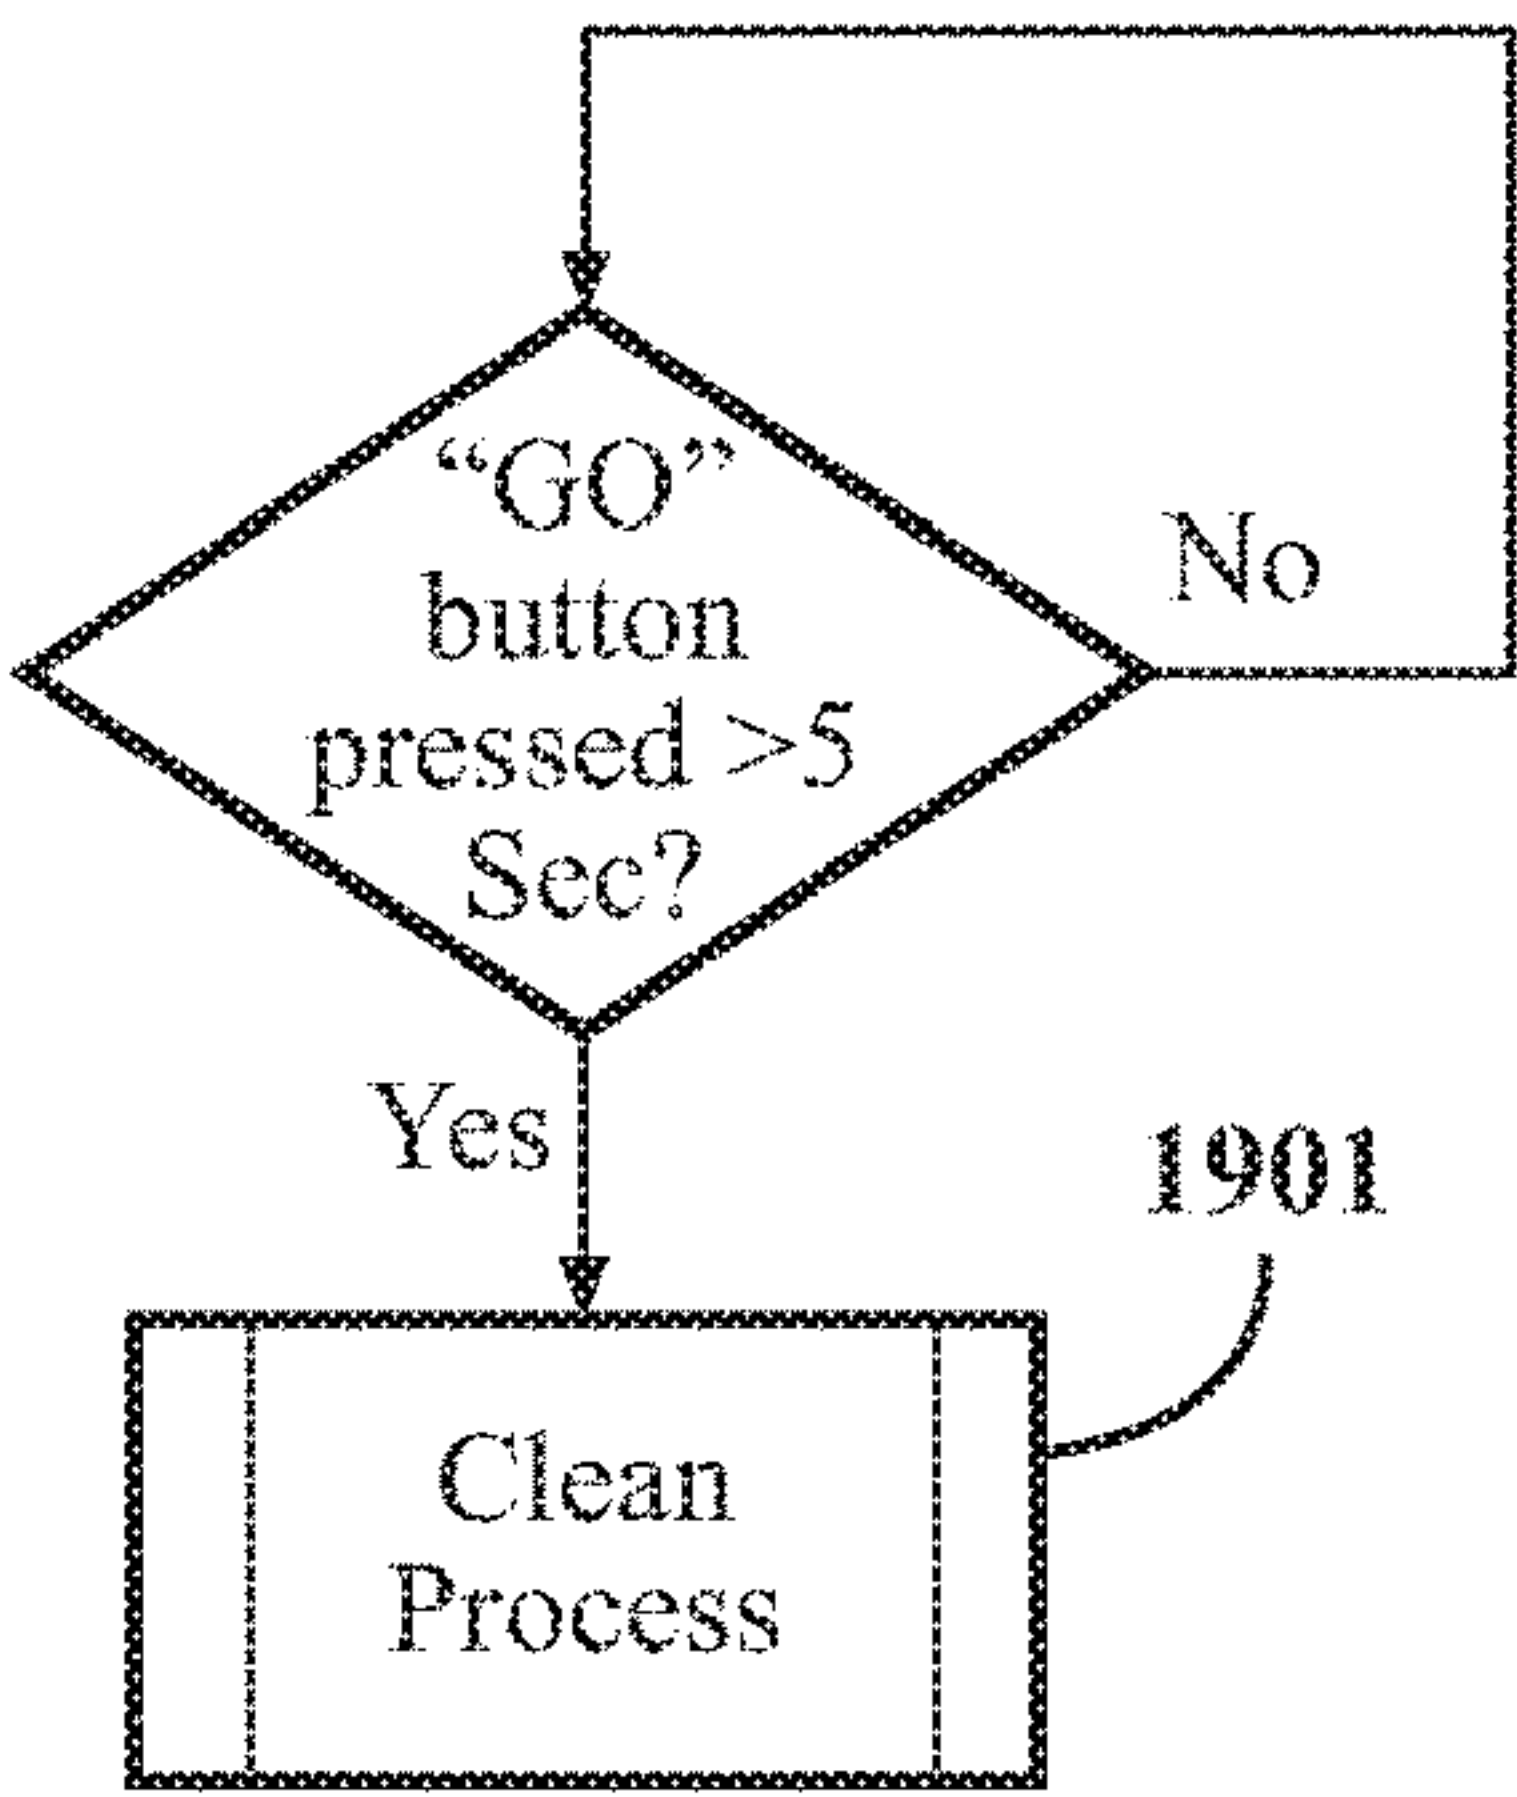 “GO”
button
pressed >5
Sec?
No
Yes
1901
Clean
Process